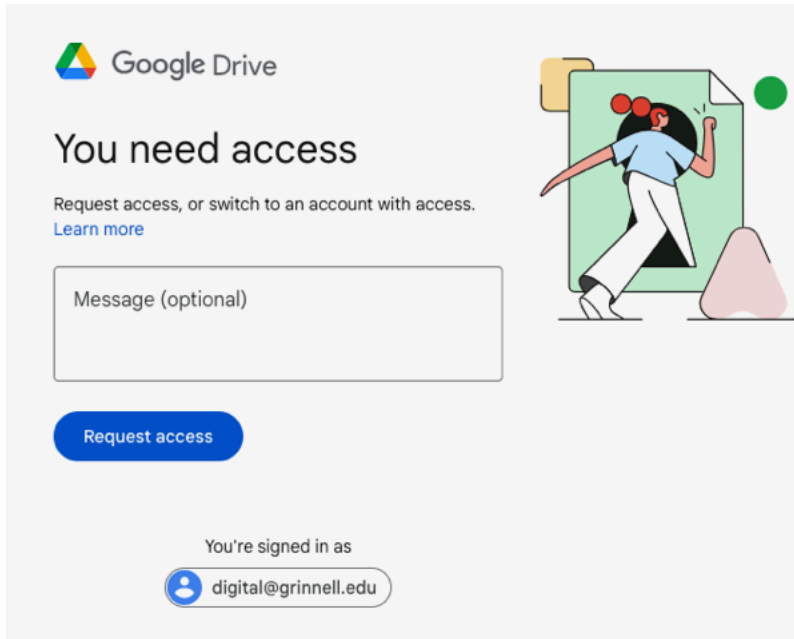 Google Drive
You need access
Request access, or switch to an account with access.
Learn more
Message (optional)
Request access
You're signed in as
digital@grinnell.edu